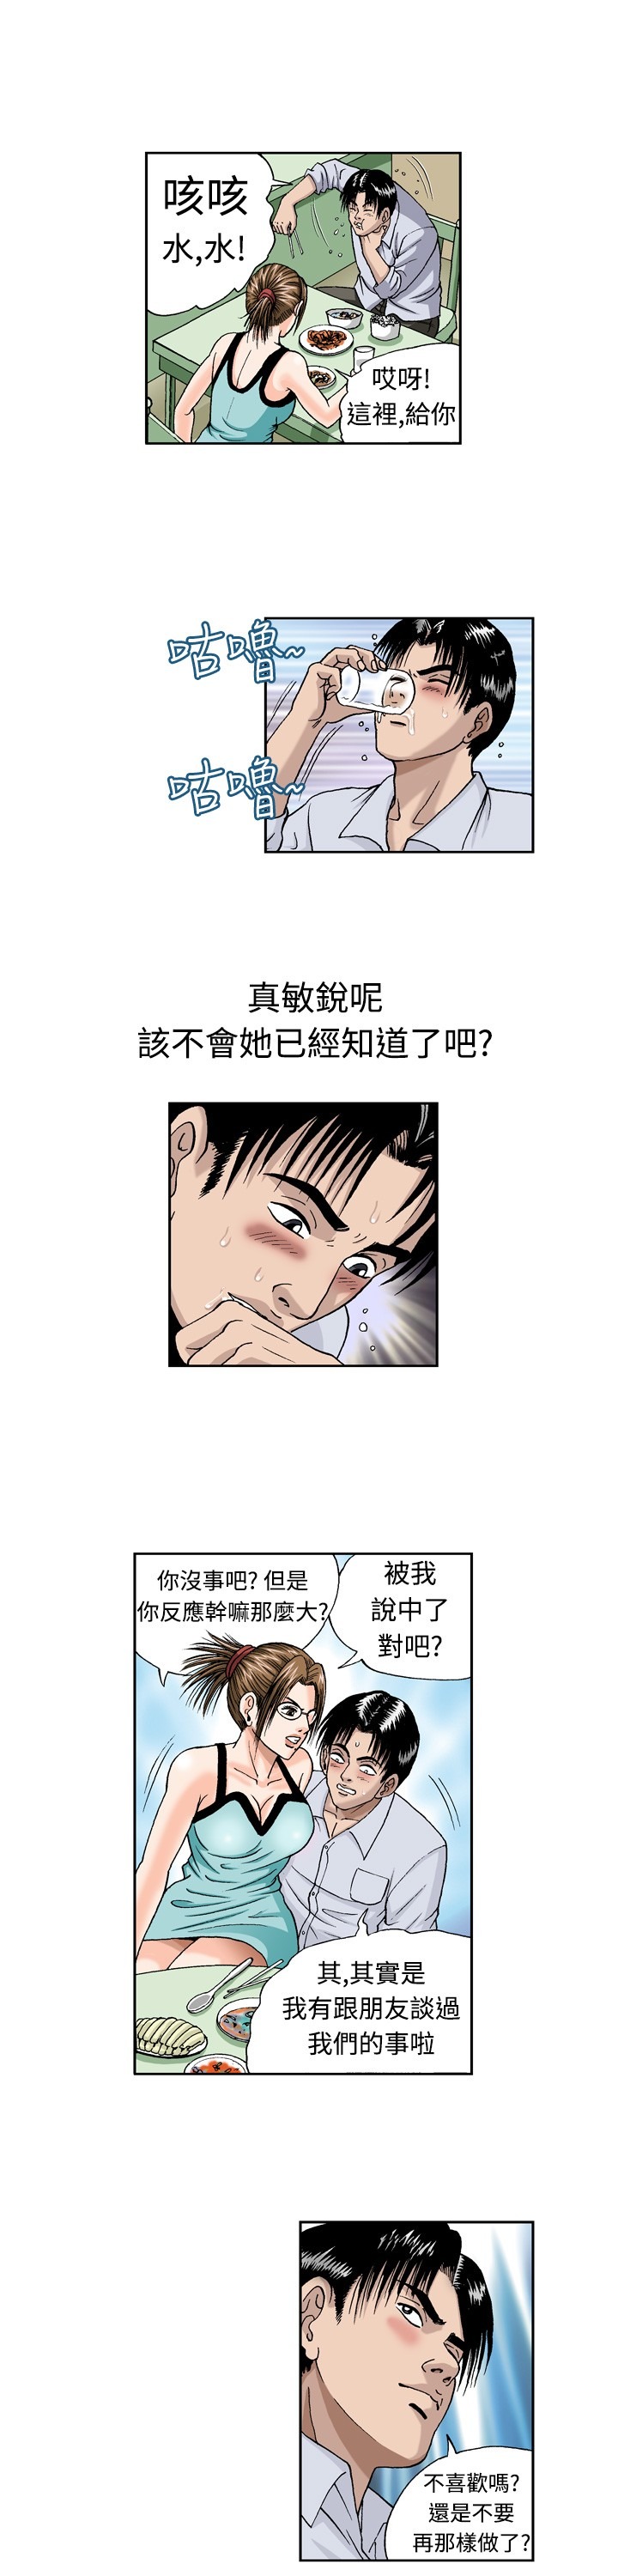 咳咳
水,水!
哎呀!
這裡,給你
咕嚕~
咕嚕~
真敏銳呢
該不會她已經知道了吧?
你沒事吧? 但是
你反應幹嘛那麼大?
被我
說中了
對吧?
其,其實是
我有跟朋友談過
我們的事啦
不喜歡嗎?
還是不要
再那樣做了?